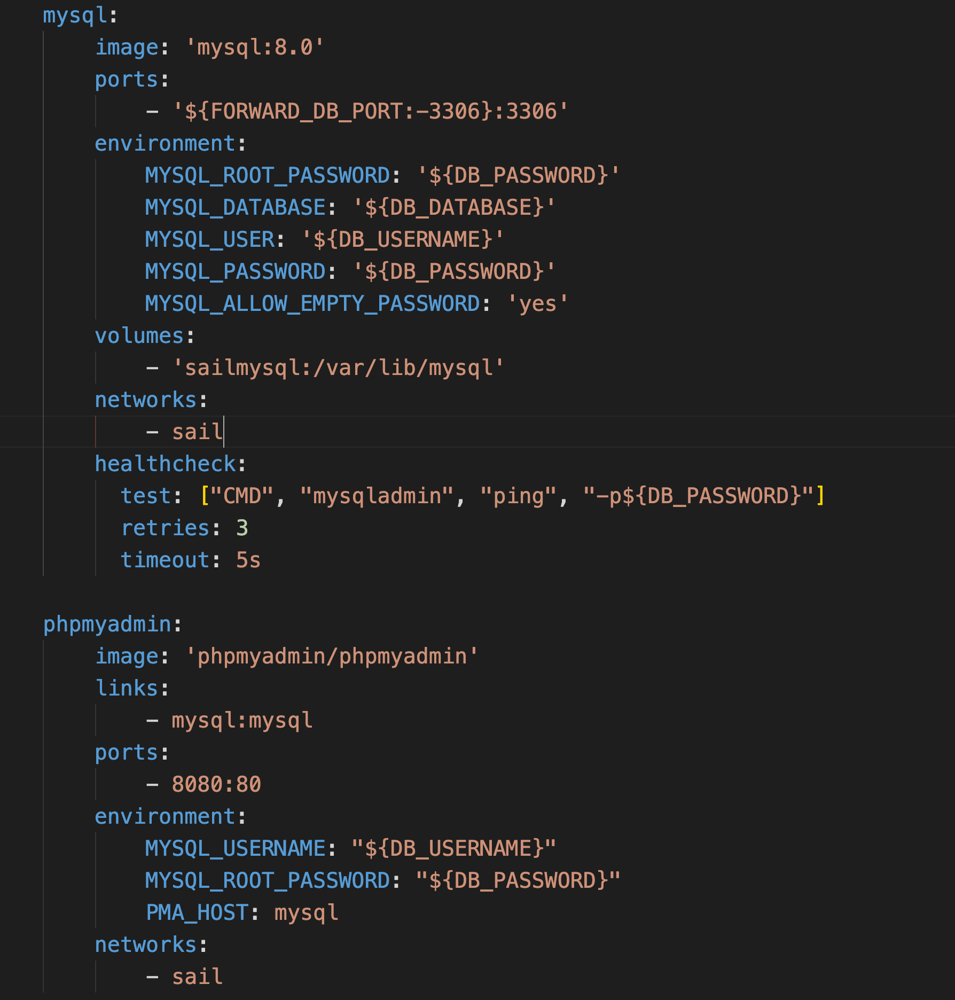 mysql:
image: 'mysql:8.0'
ports:
- '${FORWARD_DB_PORT:-3306}:3306'
environment:
MYSQL_ROOT_PASSWORD: '${DB_PASSWORD}'
MYSQL_DATABASE: '${DB_DATABASE}'
MYSQL_USER: '${DB_USERNAME}'
MYSQL_PASSWORD: '${DB_PASSWORD}'
MYSQL_ALLOW_EMPTY_PASSWORD: 'yes'
volumes:
- 'sailmysql:/var/lib/mysql'
networks:
- sail
healthcheck:
test: ["CMD", "mysqladmin", "ping", "-p${DB_PASSWORD}"]
retries: 3
timeout: 5s
phpmyadmin:
image: 'phpmyadmin/phpmyadmin'
links:
- mysql:mysql
ports:
- 8080:80
environment:
MYSQL_USERNAME: "${DB_USERNAME}"
MYSQL_ROOT_PASSWORD: "${DB_PASSWORD}"
PMA_HOST: mysql
networks:
- sail